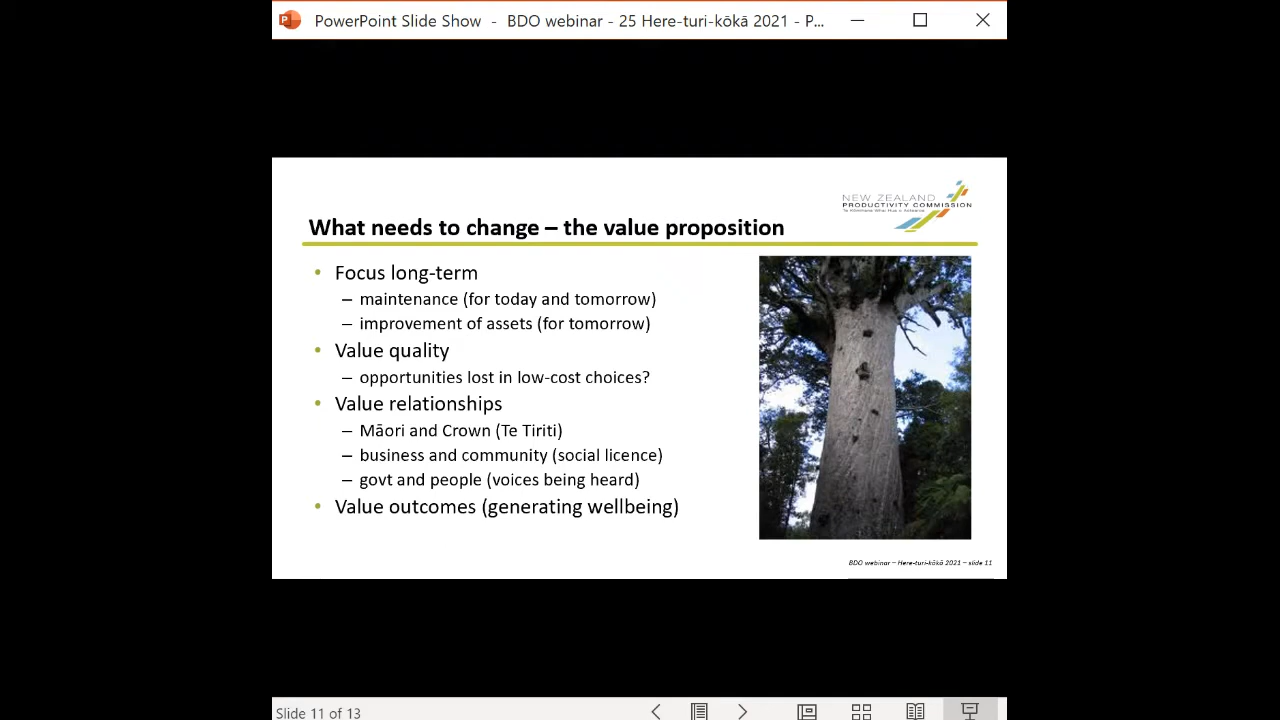 PowerPoint Slide Show - BDO webinar - 25 Here-turi-kōkā 2021 - P...
NEW ZEALAND
PRODUCTIVITY COMMISSION
What needs to change – the value proposition
• Focus long-term
– maintenance (for today and tomorrow)
– improvement of assets (for tomorrow)
• Value quality
– opportunities lost in low-cost choices?
• Value relationships
– Māori and Crown (Te Tiriti)
– business and community (social licence)
– govt and people (voices being heard)
• Value outcomes (generating wellbeing)
BDO webinar – Here-turi-kōkā 2021 – slide 11
Slide 11 of 13